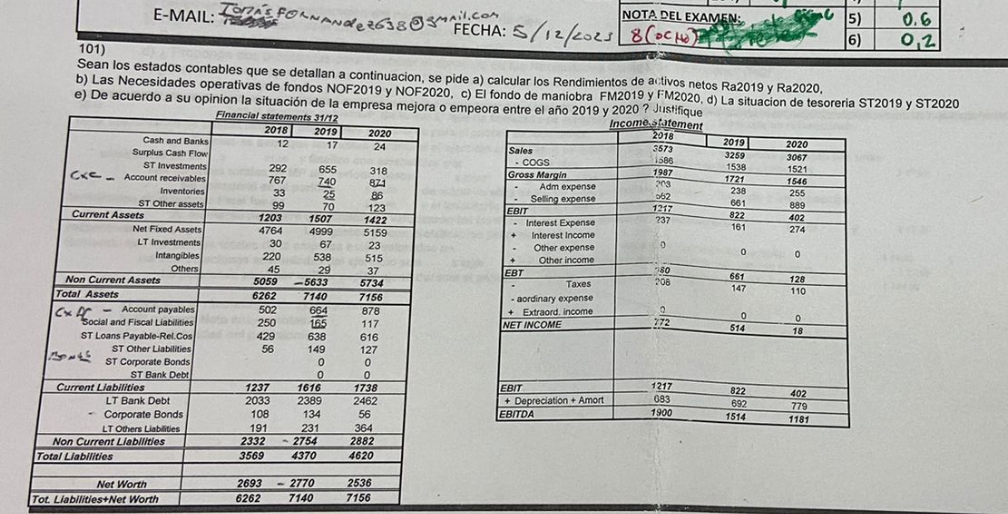 E-MAIL: Tomás FORNANdez2638@gmail.com
FECHA: 5/12/2025
NOTA DEL EXAMEN:
8 (OCHO)
5) 0.6
6) 0,2
101)
Sean los estados contables que se detallan a continuacion, se pide a) calcular los Rendimientos de activos netos Ra2019 y Ra2020,
b) Las Necesidades operativas de fondos NOF2019 y NOF2020, c) El fondo de maniobra FM2019 y FM2020, d) La situacion de tesoreria ST2019 y ST2020
e) De acuerdo a su opinion la situación de la empresa mejora o empeora entre el año 2019 y 2020 ? Justifique
Financial statements 31/12
2018 2019 2020
Cash and Banks 12 17 24
Surplus Cash Flow
ST Investments 292 655 318
CXC - Account receivables 767 740 871
Inventories 33 25 86
ST Other assets 99 70 123
Current Assets 1203 1507 1422
Net Fixed Assets 4764 4999 5159
LT Investments 30 67 23
Intangibles 220 538 515
Others 45 29 37
Non Current Assets 5059 -5633 5734
Total Assets 6262 7140 7156
Account payables 502 664 878
Social and Fiscal Liabilities 250 165 117
ST Loans Payable-Rel.Cos 429 638 616
ST Other Liabilities 56 149 127
ST Corporate Bonds 0 0
ST Bank Debt 0 0
Current Liabilities 1237 1616 1738
LT Bank Debt 2033 2389 2462
- Corporate Bonds 108 134 56
LT Others Liabilities 191 231 364
Non Current Liabilities 2332 - 2754 2882
Total Liabilities 3569 4370 4620
Net Worth 2693 - 2770 2536
Tot. Liabilities+Net Worth 6262 7140 7156
Income statement
2018 2019 2020
Sales 3573 3259 3067
- COGS 1586 1538 1521
Gross Margin 1987 1721 1546
- Adm expense 238 255
- Selling expense 661 889
EBIT 1217 822 402
- Interest Expense 237 161 274
+ Interest Income
- Other expense 0 0 0
+ Other income
EBT 661 128
- Taxes 147 110
- aordinary expense
+ Extraord. income 0 0 0
NET INCOME 772 514 18
EBIT 1217 822 402
+ Depreciation + Amort 683 692 779
EBITDA 1900 1514 1181